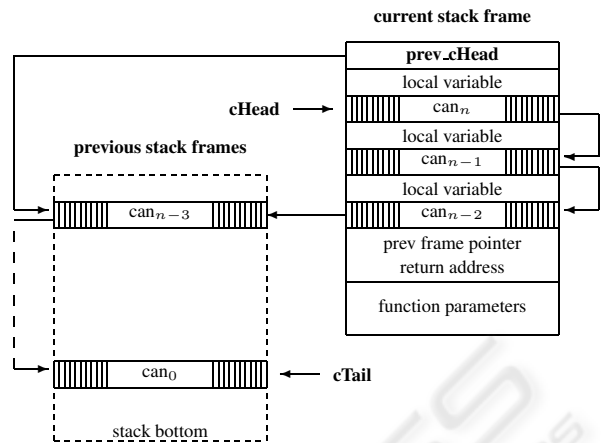 current stack frame
prev_cHead
local variable
cHead
canₙ
local variable
previous stack frames
canₙ₋₁
local variable
canₙ₋₃
canₙ₋₂
prev frame pointer
return address
function parameters
can₀
cTail
stack bottom